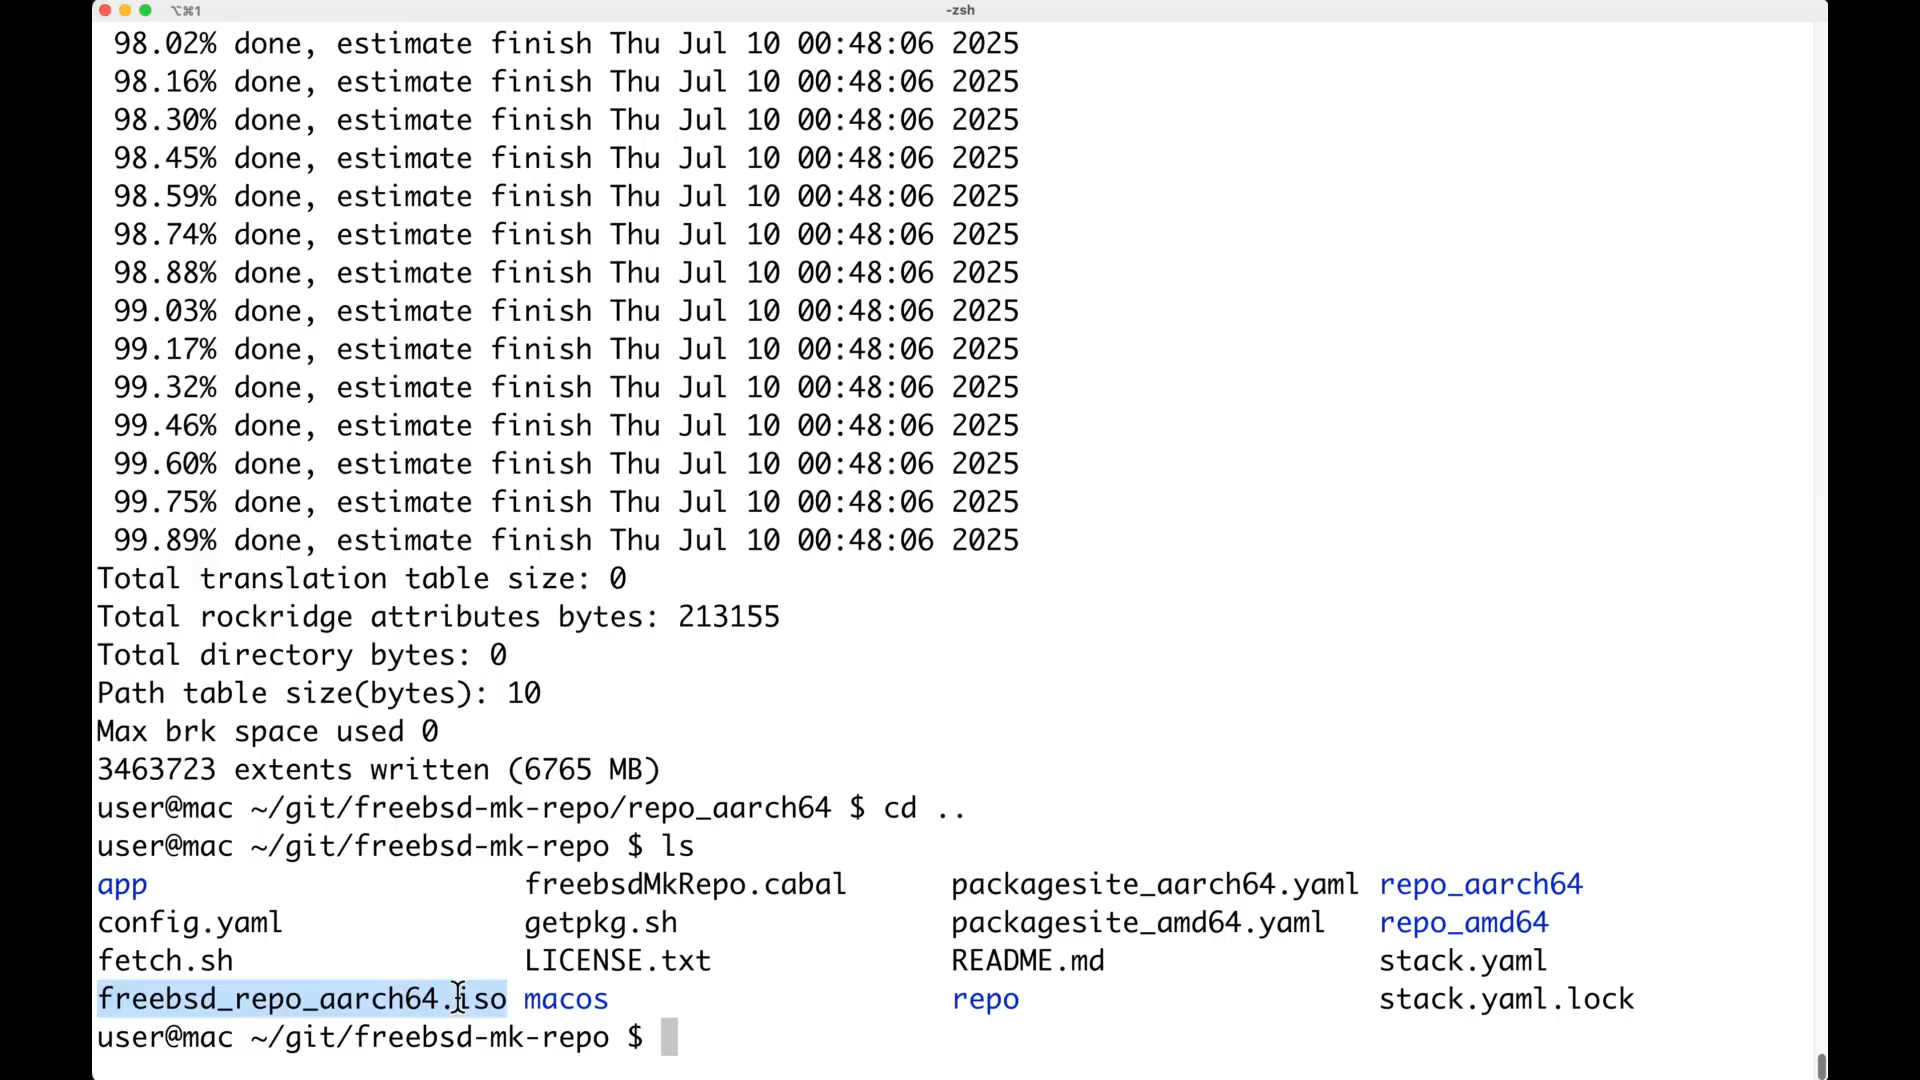 ⌥⌘1
-zsh
98.02% done, estimate finish Thu Jul 10 00:48:06 2025
98.16% done, estimate finish Thu Jul 10 00:48:06 2025
98.30% done, estimate finish Thu Jul 10 00:48:06 2025
98.45% done, estimate finish Thu Jul 10 00:48:06 2025
98.59% done, estimate finish Thu Jul 10 00:48:06 2025
98.74% done, estimate finish Thu Jul 10 00:48:06 2025
98.88% done, estimate finish Thu Jul 10 00:48:06 2025
99.03% done, estimate finish Thu Jul 10 00:48:06 2025
99.17% done, estimate finish Thu Jul 10 00:48:06 2025
99.32% done, estimate finish Thu Jul 10 00:48:06 2025
99.46% done, estimate finish Thu Jul 10 00:48:06 2025
99.60% done, estimate finish Thu Jul 10 00:48:06 2025
99.75% done, estimate finish Thu Jul 10 00:48:06 2025
99.89% done, estimate finish Thu Jul 10 00:48:06 2025
Total translation table size: 0
Total rockridge attributes bytes: 213155
Total directory bytes: 0
Path table size(bytes): 10
Max brk space used 0
3463723 extents written (6765 MB)
user@mac ~/git/freebsd-mk-repo/repo_aarch64 $ cd ..
user@mac ~/git/freebsd-mk-repo $ ls
app freebsdMkRepo.cabal packagesite_aarch64.yaml repo_aarch64
config.yaml getpkg.sh packagesite_amd64.yaml repo_amd64
fetch.sh LICENSE.txt README.md stack.yaml
freebsd_repo_aarch64.iso macos repo stack.yaml.lock
user@mac ~/git/freebsd-mk-repo $